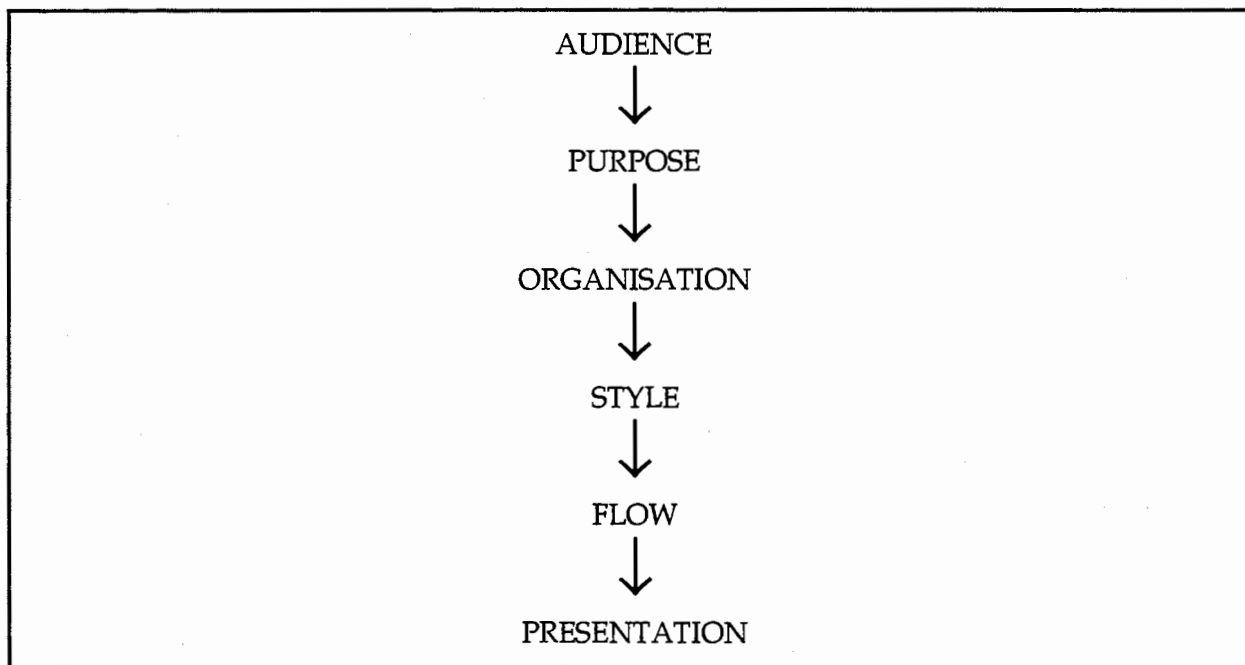 AUDIENCE
PURPOSE
ORGANISATION
STYLE
FLOW
PRESENTATION